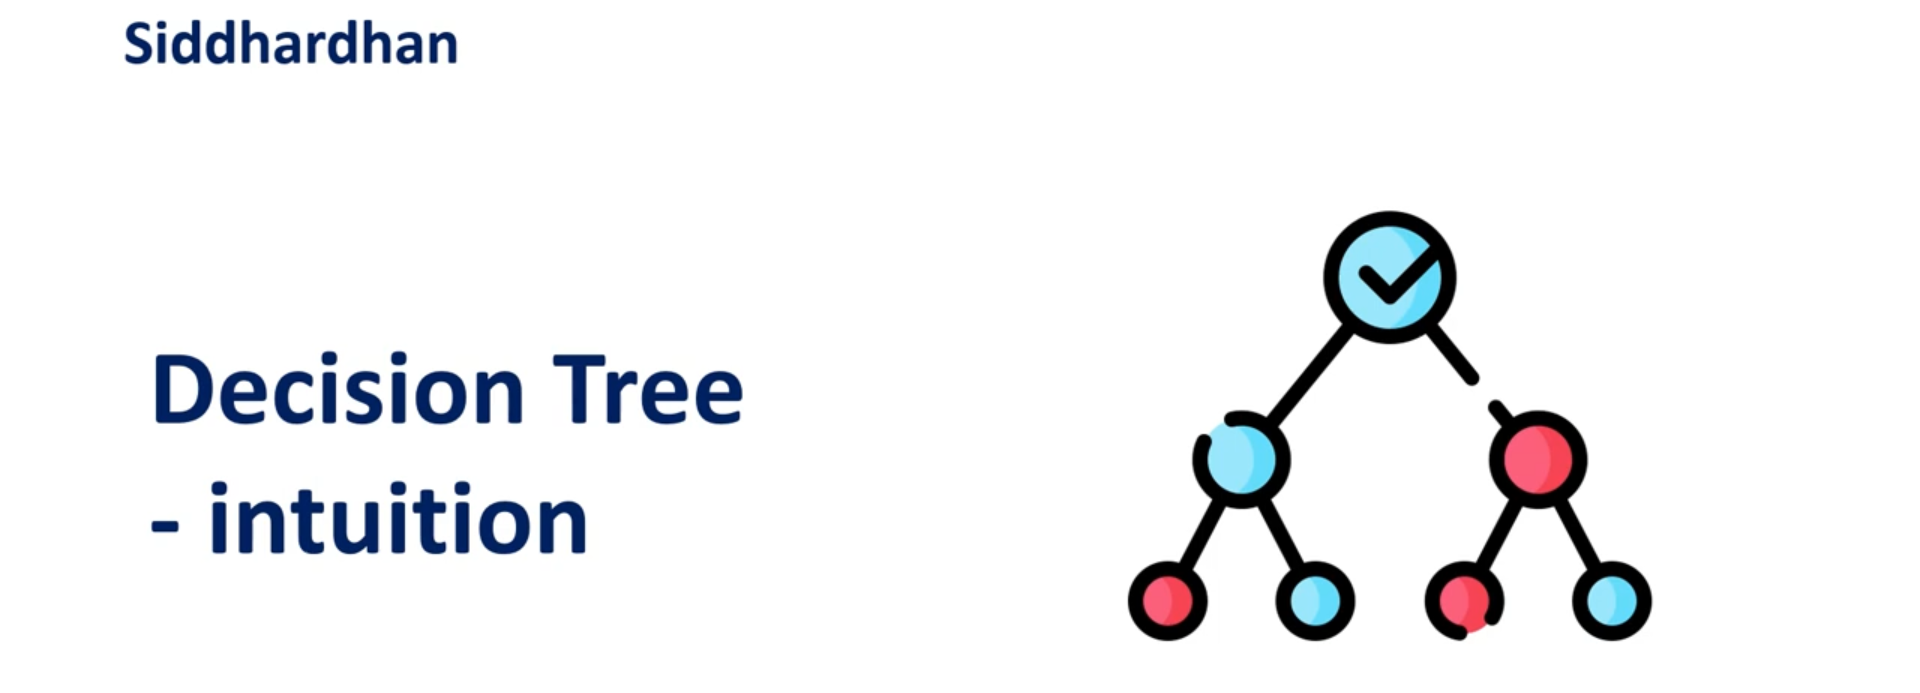 Siddhardhan
Decision Tree
- intuition